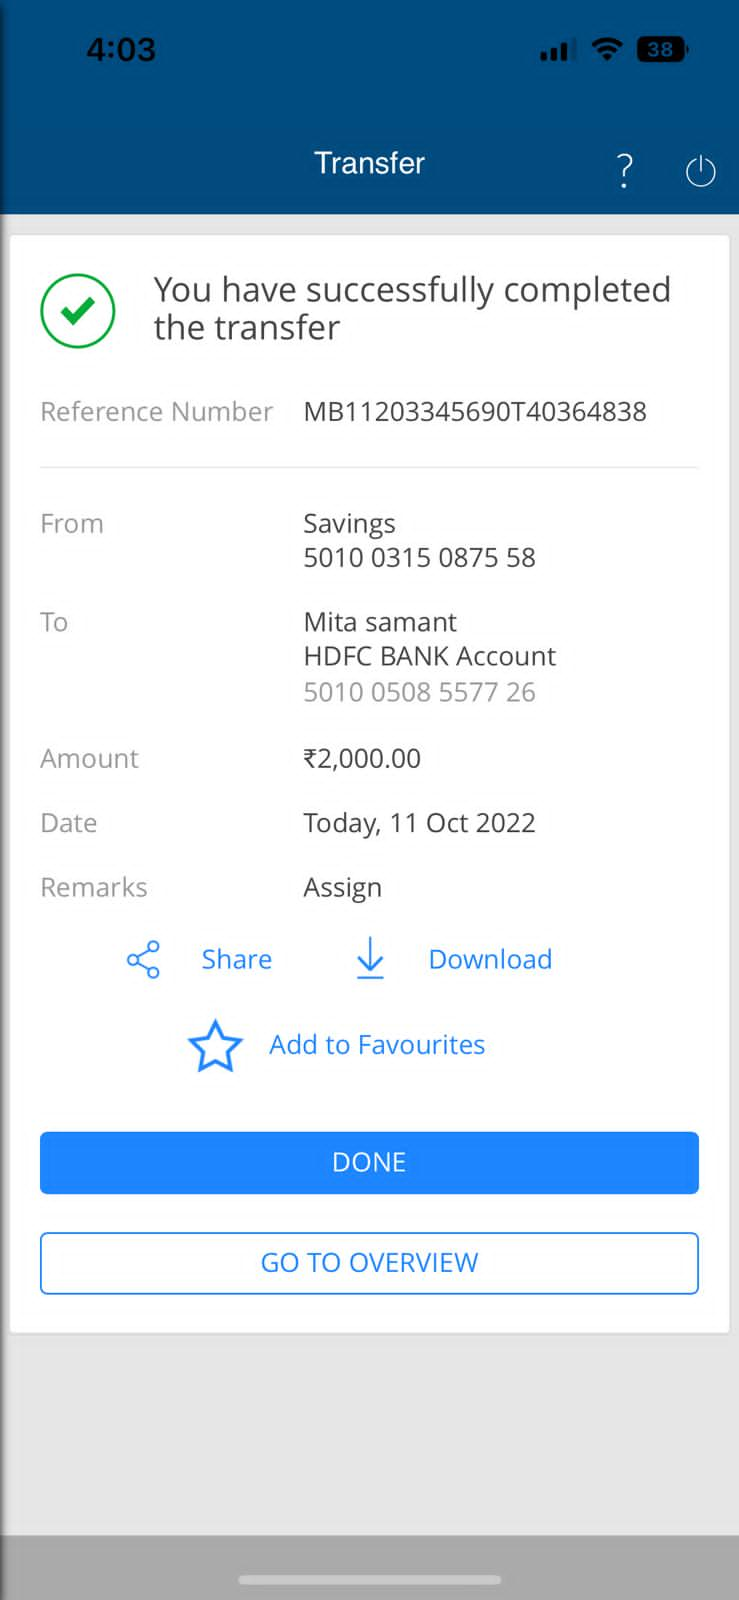 4:03
38
Transfer
?
You have successfully completed
the transfer
Reference Number MB11203345690T40364838
From Savings
5010 0315 0875 58
To Mita samant
HDFC BANK Account
5010 0508 5577 26
Amount ₹2,000.00
Date Today, 11 Oct 2022
Remarks Assign
Share Download
Add to Favourites
DONE
GO TO OVERVIEW